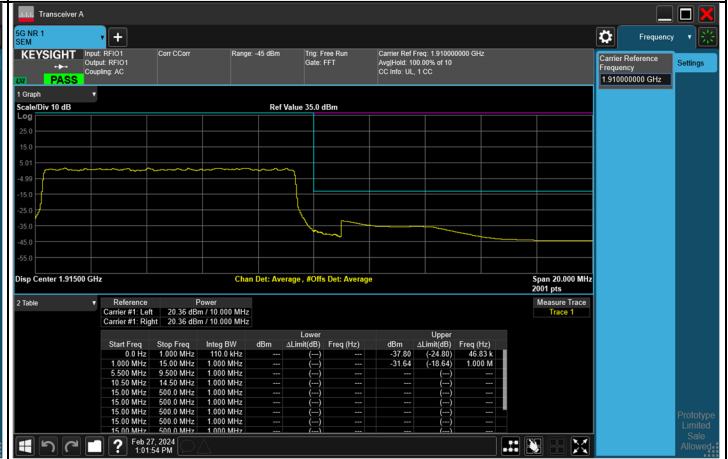 Transceiver A
5G NR 1
SEM
Frequency
KEYSIGHT
Input: RFIO1
Output: RFIO1
Coupling: AC
Corr CCorr
Range: -45 dBm
Trig: Free Run
Gate: FFT
Carrier Ref Freq: 1.910000000 GHz
Avg|Hold: 100.00% of 10
CC Info: UL, 1 CC
LXI
PASS
Carrier Reference
Frequency
1.910000000 GHz
Settings
1 Graph
Scale/Div 10 dB
Ref Value 35.0 dBm
Log
25.0
15.0
5.01
-4.99
-15.0
-25.0
-35.0
-45.0
-55.0
Disp Center 1.91500 GHz
Chan Det: Average , #Offs Det: Average
Span 20.000 MHz
2001 pts
2 Table
Reference Power
Carrier #1: Left 20.36 dBm / 10.000 MHz
Carrier #1: Right 20.36 dBm / 10.000 MHz
Measure Trace
Trace 1
Lower Upper
Start Freq Stop Freq Integ BW dBm ΔLimit(dB) Freq (Hz) dBm ΔLimit(dB) Freq (Hz)
0.0 Hz 1.000 MHz 110.0 kHz --- (---) --- -37.80 (-24.80) 46.83 k
1.000 MHz 15.00 MHz 1.000 MHz --- (---) --- -31.64 (-18.64) 1.000 M
5.500 MHz 9.500 MHz 1.000 MHz --- (---) --- --- (---) ---
10.50 MHz 14.50 MHz 1.000 MHz --- (---) --- --- (---) ---
15.00 MHz 500.0 MHz 1.000 MHz --- (---) --- --- (---) ---
15.00 MHz 500.0 MHz 1.000 MHz --- (---) --- --- (---) ---
15.00 MHz 500.0 MHz 1.000 MHz --- (---) --- --- (---) ---
15.00 MHz 500.0 MHz 1.000 MHz --- (---) --- --- (---) ---
15.00 MHz 500.0 MHz 1.000 MHz --- (---) --- --- (---) ---
Prototype
Limited
Sale
Allowed
?
Feb 27, 2024
1:01:54 PM